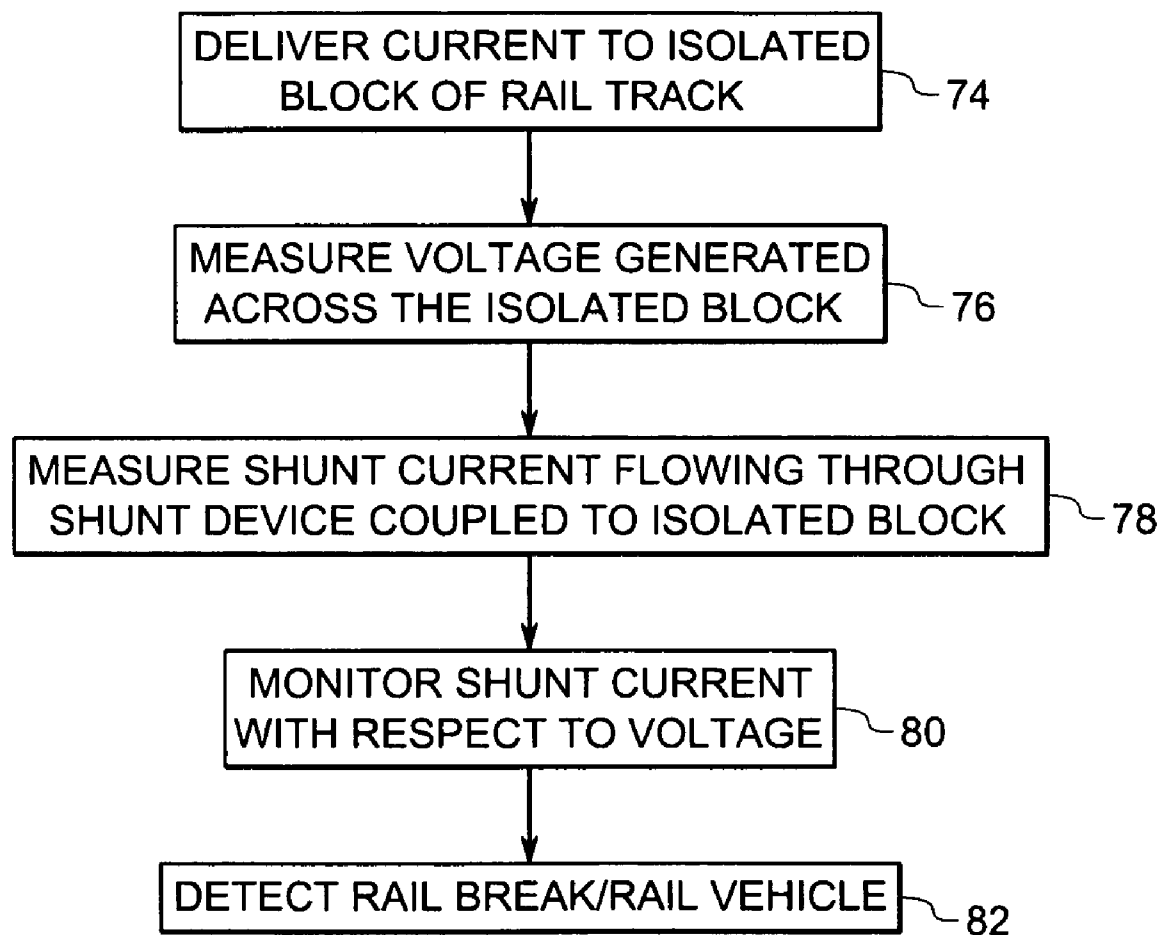 DELIVER CURRENT TO ISOLATED
BLOCK OF RAIL TRACK
74
MEASURE VOLTAGE GENERATED
ACROSS THE ISOLATED BLOCK
76
MEASURE SHUNT CURRENT FLOWING THROUGH
SHUNT DEVICE COUPLED TO ISOLATED BLOCK
78
MONITOR SHUNT CURRENT
WITH RESPECT TO VOLTAGE
80
DETECT RAIL BREAK/RAIL VEHICLE
82